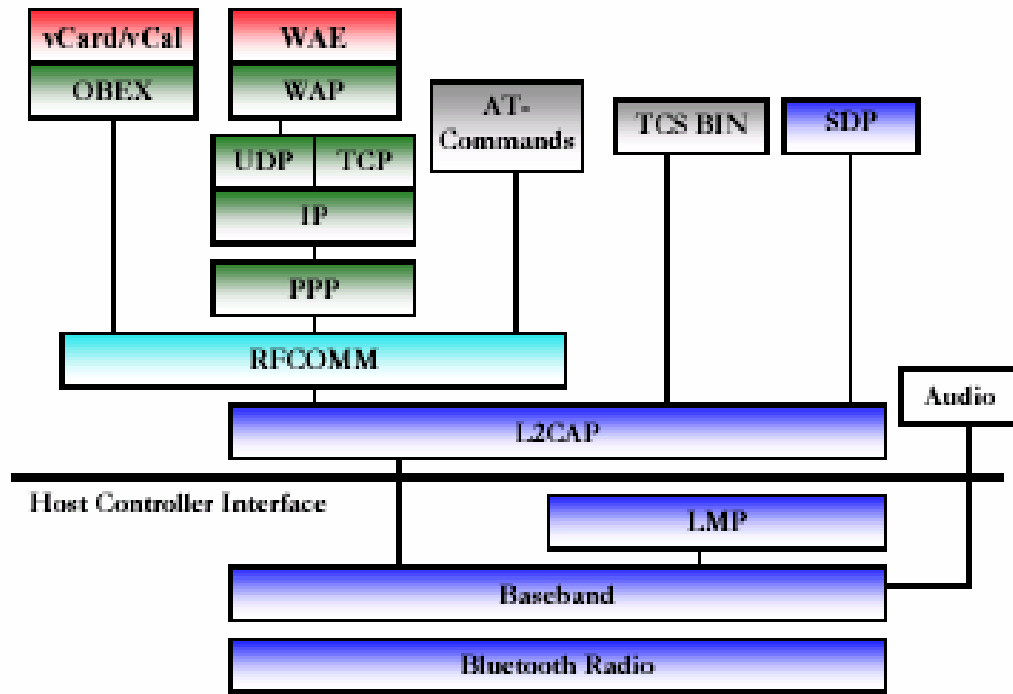 vCard/vCal
WAE
OBEX
WAP
AT-
Commands
TCS BIN
SDP
UDP
TCP
IP
PPP
RFCOMM
Audio
L2CAP
Host Controller Interface
LMP
Baseband
Bluetooth Radio